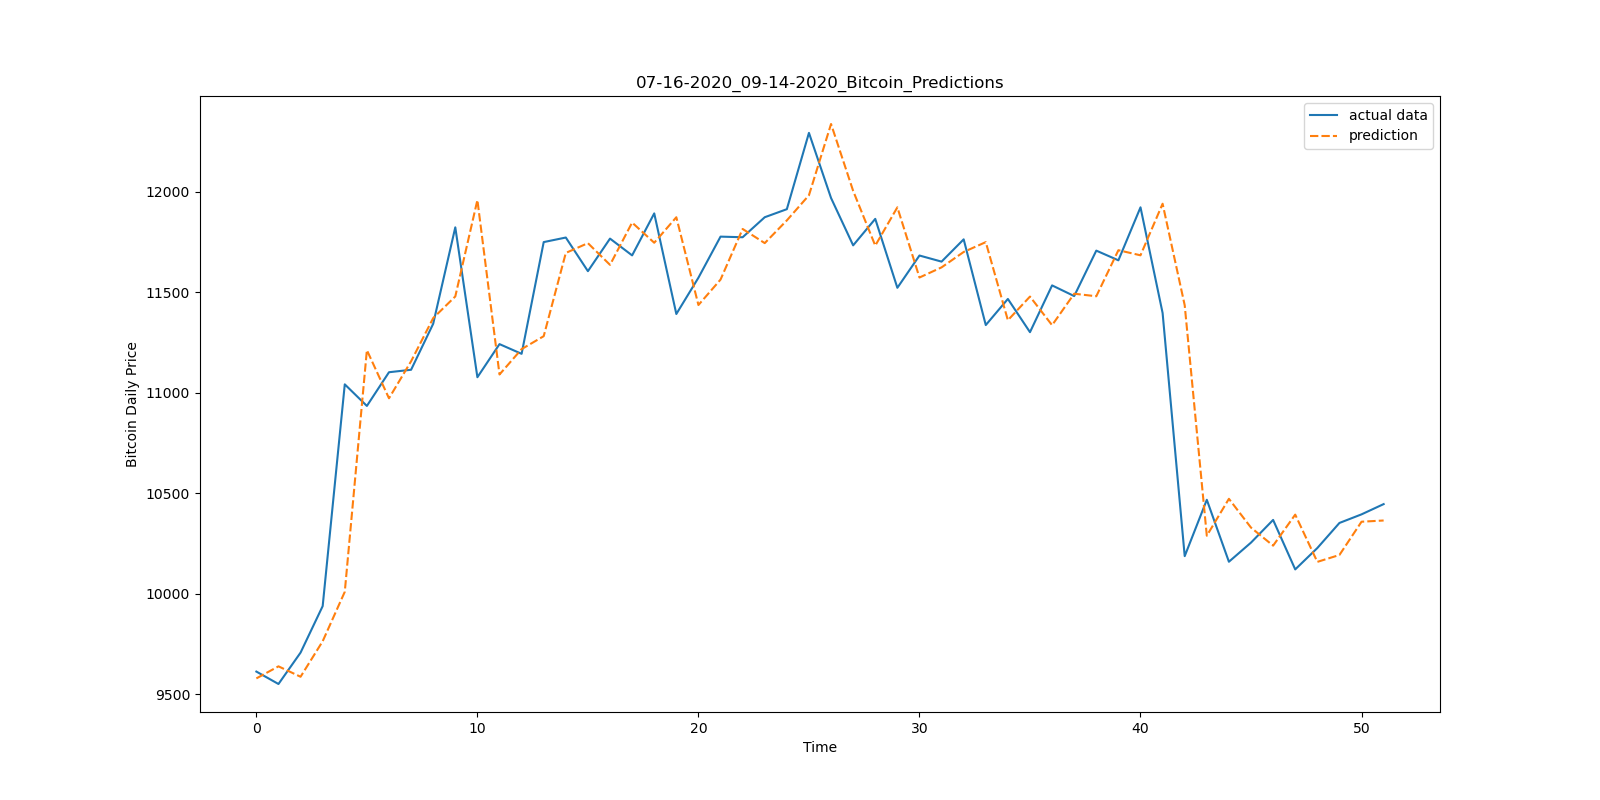 07-16-2020_09-14-2020_Bitcoin_Predictions
actual data
prediction
Bitcoin Daily Price
12000
11500
11000
10500
10000
9500
0 10 20 30 40 50
Time